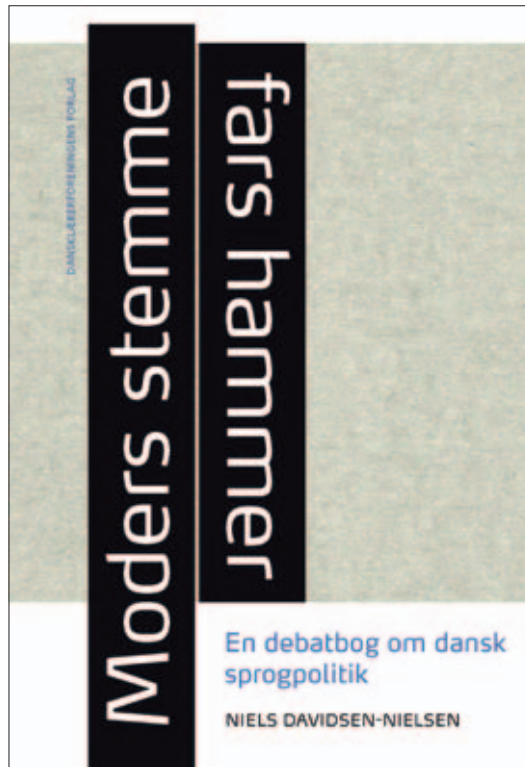 DANSKLÆRERFORENINGENS FORLAG
Moders stemme
fars hammer
En debatbog om dansk
sprogpolitik
NIELS DAVIDSEN-NIELSEN